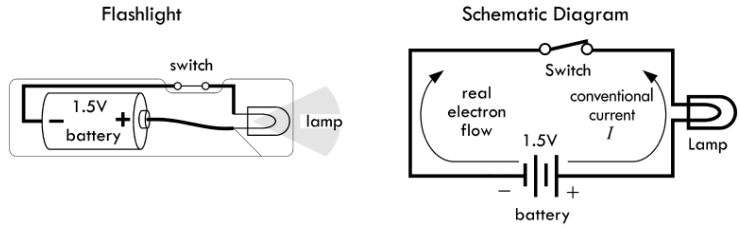 Flashlight
switch
1.5V
− +
battery
lamp
Schematic Diagram
Switch
real
electron
flow
conventional
current
I
Lamp
1.5V
− +
battery